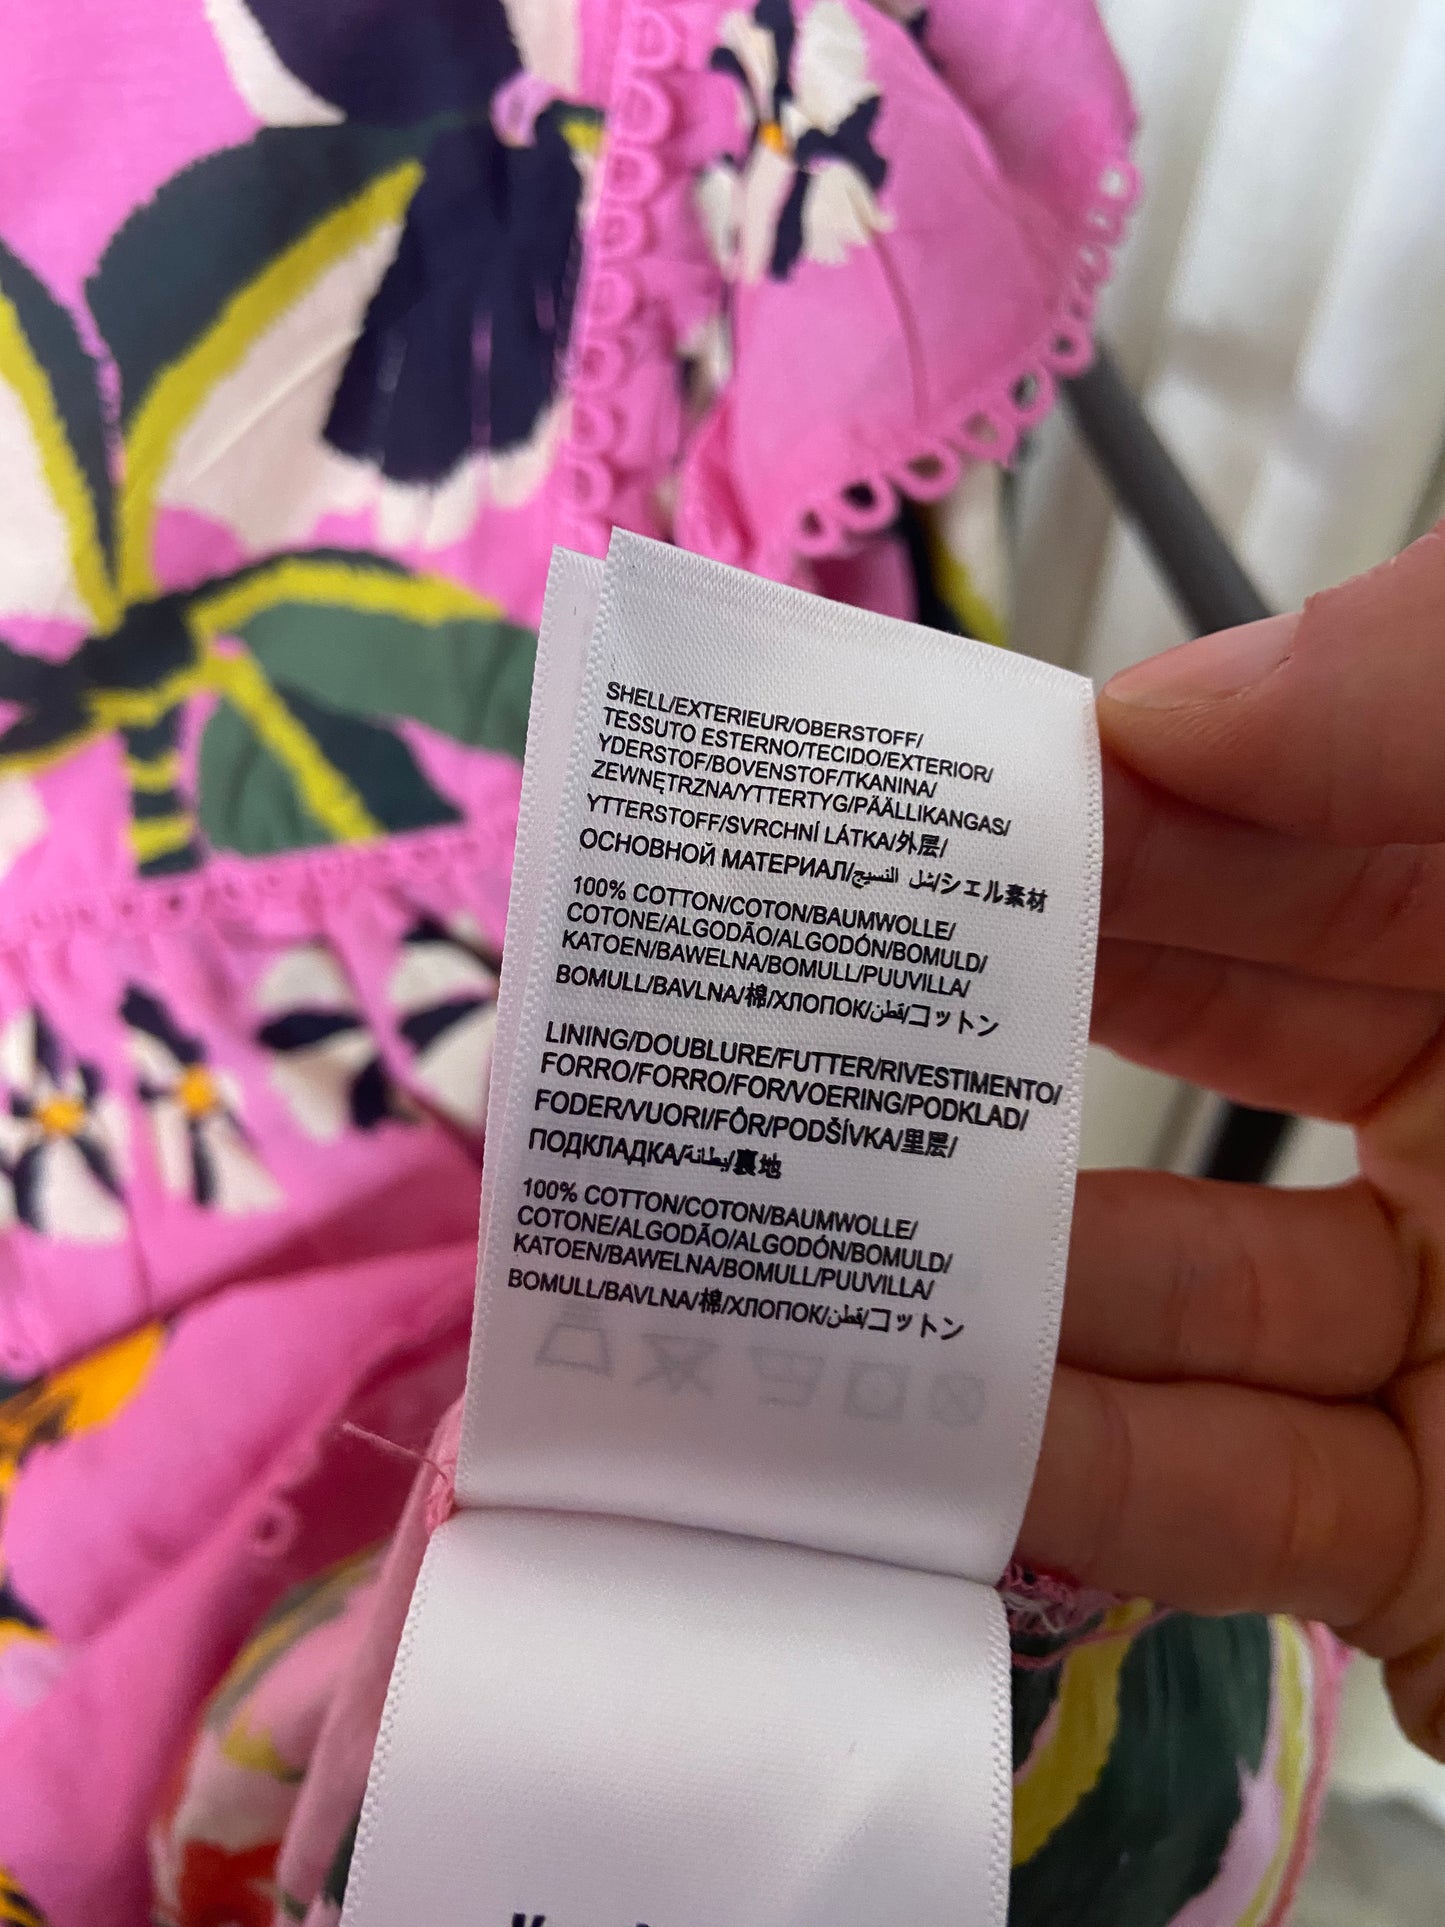 SHELL/EXTERIEUR/OBERSTOFF/
TESSUTO ESTERNO/TECIDO/EXTERIOR/
YDERSTOF/BOVENSTOF/TKANINA/
ZEWNĘTRZNA/YTTERTYG/PÄÄLLIKANGAS/
YTTERSTOFF/SVRCHNÍ LÁTKA/外层/
ОСНОВНОЙ МАТЕРИАЛ/شل النسيج/シェル素材
100% COTTON/COTON/BAUMWOLLE/
COTONE/ALGODÃO/ALGODÓN/BOMULD/
KATOEN/BAWELNA/BOMULL/PUUVILLA/
BOMULL/BAVLNA/棉/ХЛОПОК/قطن/コットン
LINING/DOUBLURE/FUTTER/RIVESTIMENTO/
FORRO/FORRO/FOR/VOERING/PODKLAD/
FODER/VUORI/FÔR/PODŠÍVKA/里层/
ПОДКЛАДКА/بطانة/裏地
100% COTTON/COTON/BAUMWOLLE/
COTONE/ALGODÃO/ALGODÓN/BOMULD/
KATOEN/BAWELNA/BOMULL/PUUVILLA/
BOMULL/BAVLNA/棉/ХЛОПОК/قطن/コットン